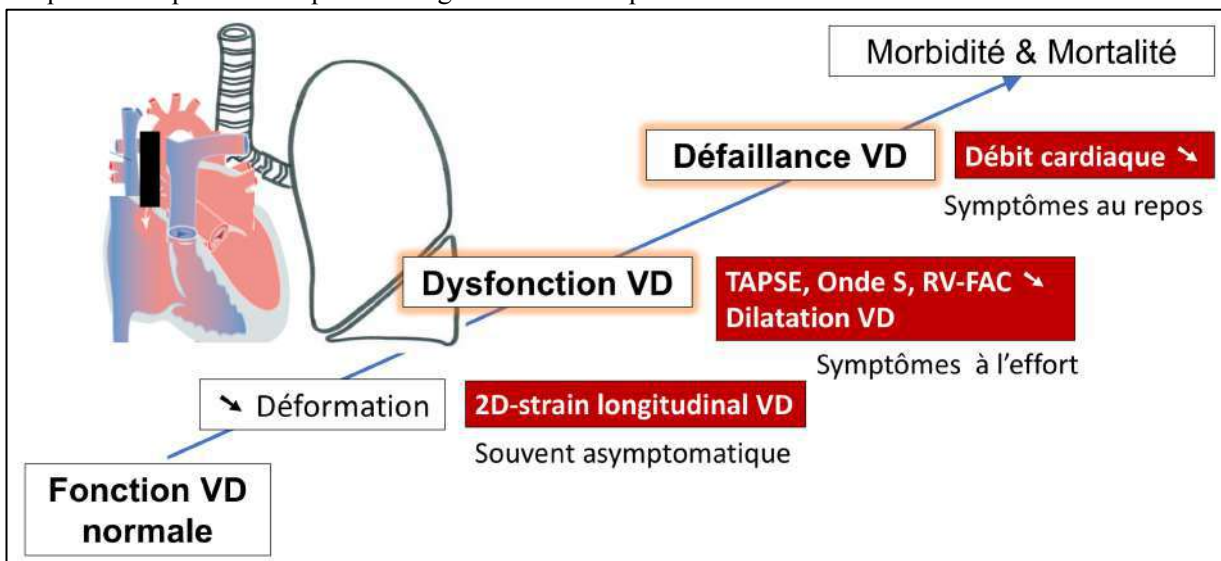 Morbidité & Mortalité
Défaillance VD
Débit cardiaque ➘
Symptômes au repos
Dysfonction VD
TAPSE, Onde S, RV-FAC ➘
Dilatation VD
Symptômes à l'effort
➘ Déformation
2D-strain longitudinal VD
Souvent asymptomatique
Fonction VD
normale